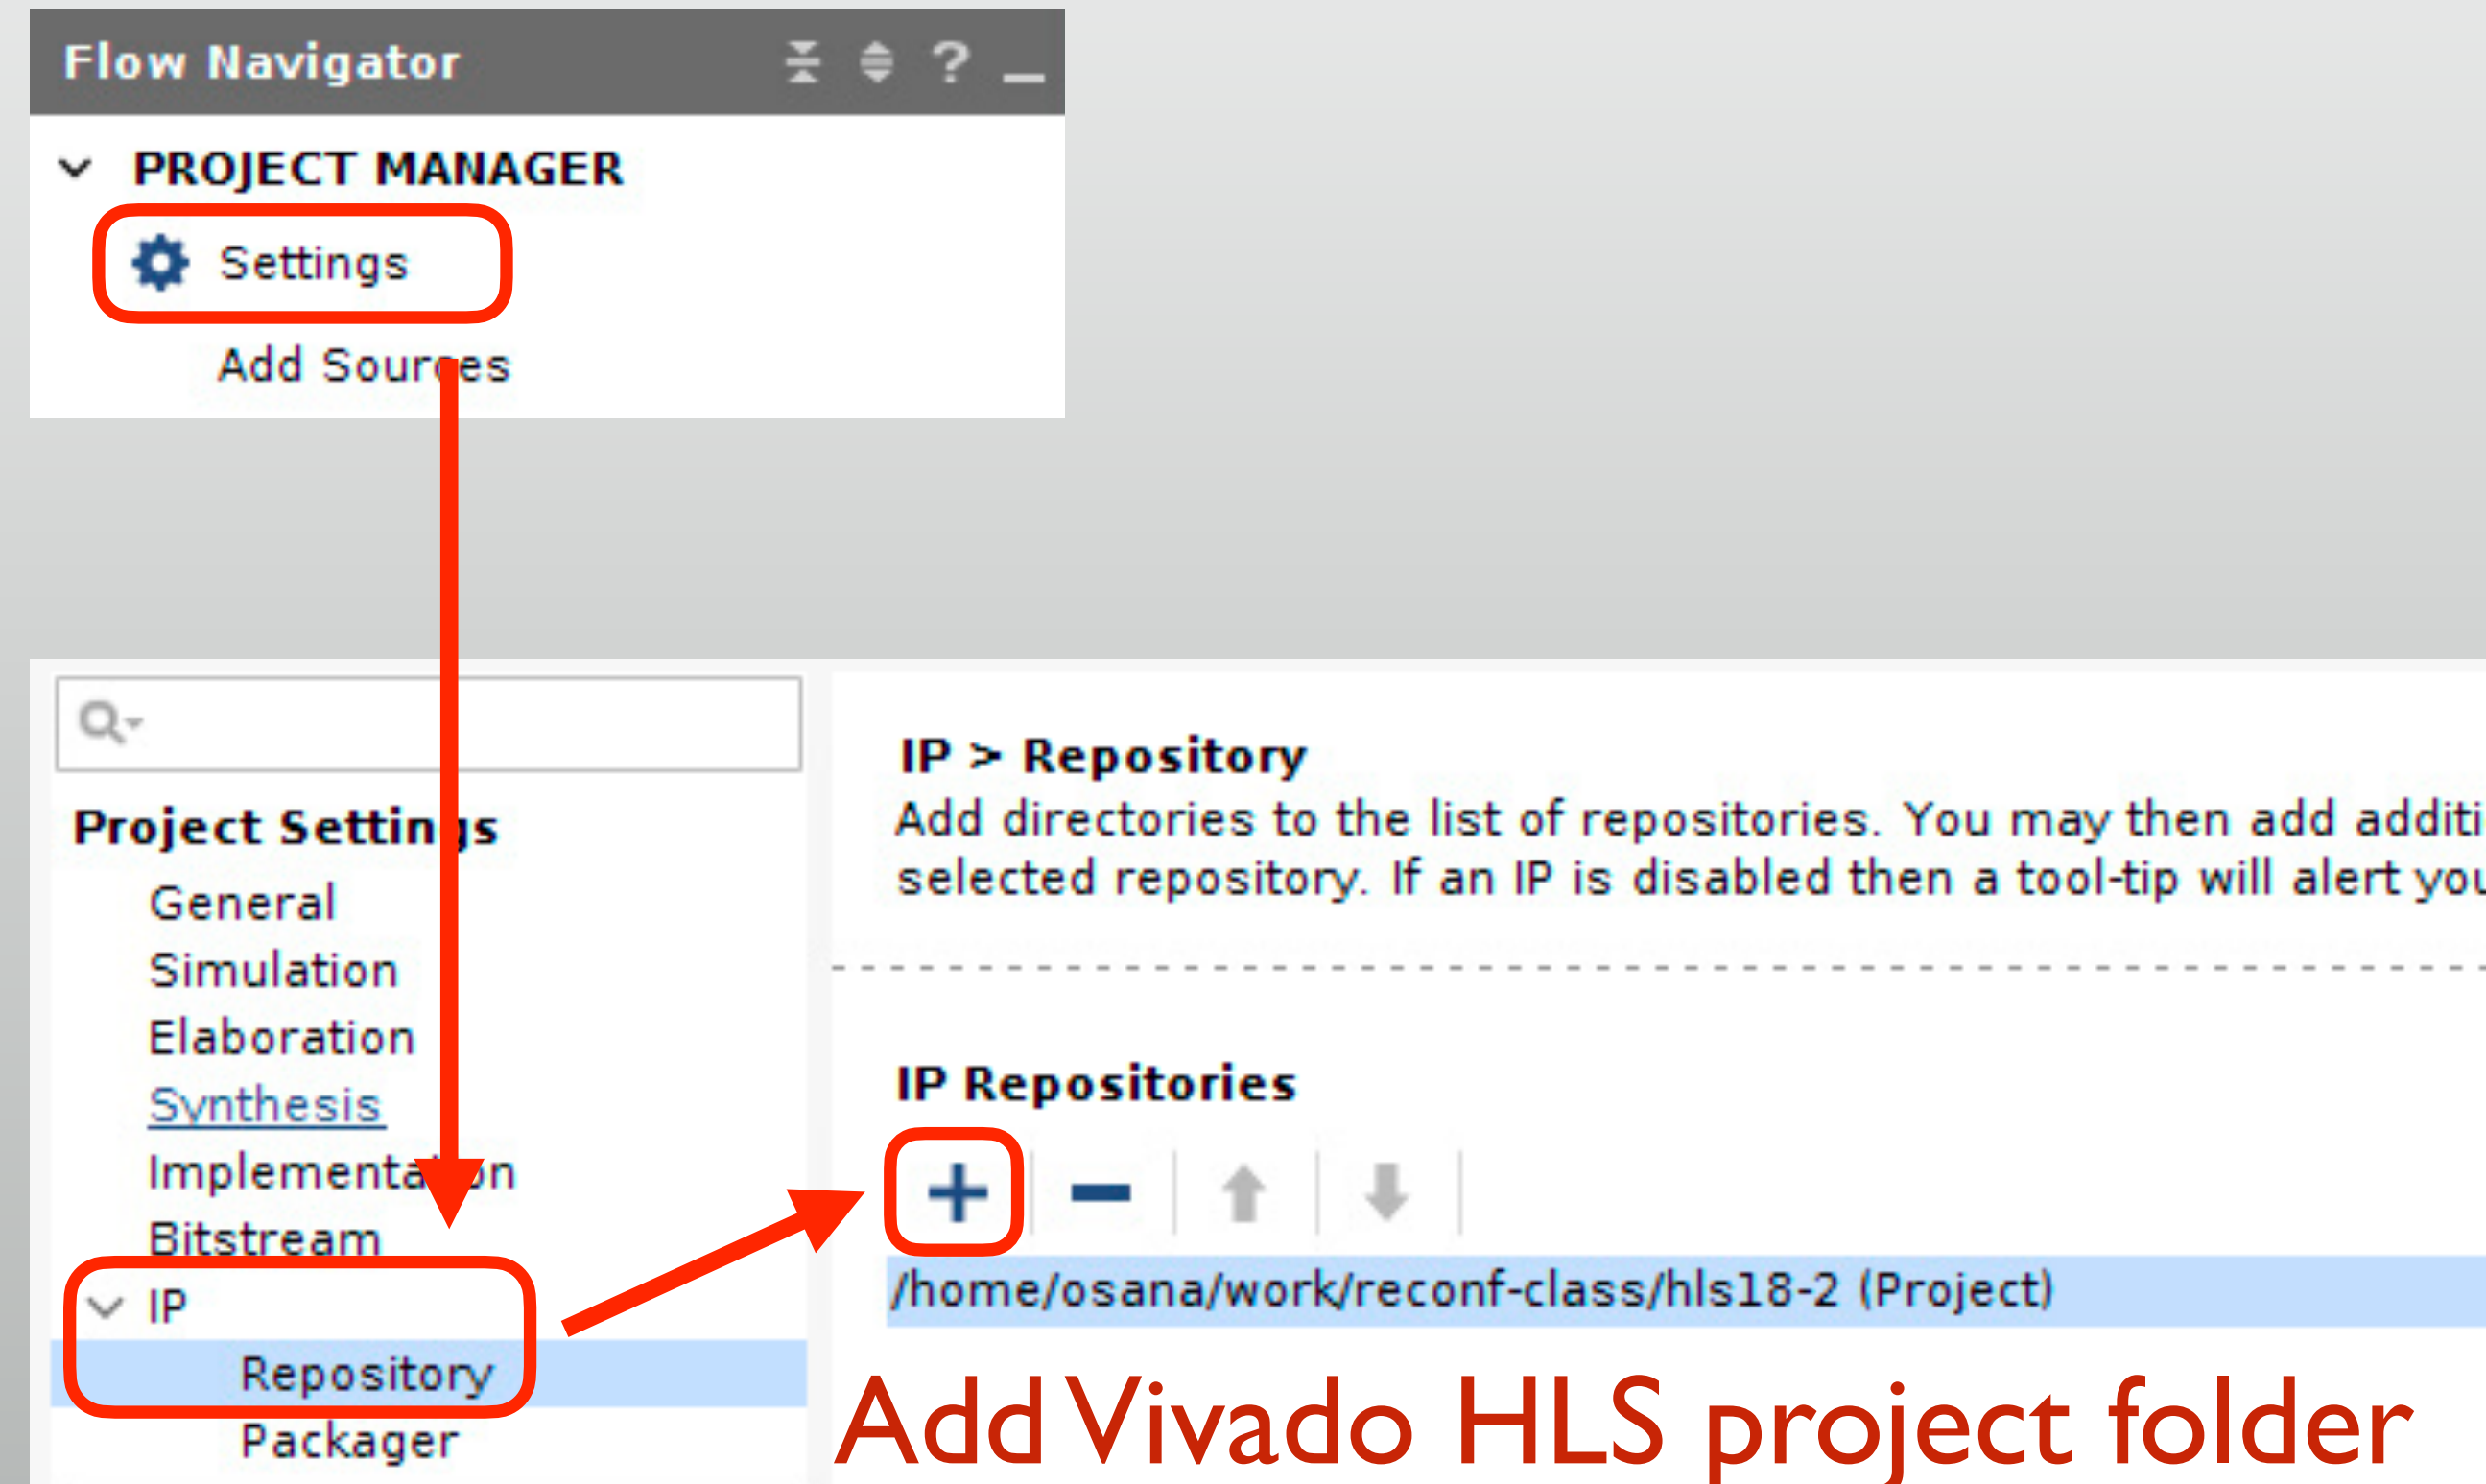 Flow Navigator
PROJECT MANAGER
Settings
Add Sources
Project Settings
General
Simulation
Elaboration
Synthesis
Implementation
Bitstream
IP
Repository
Packager
IP > Repository
Add directories to the list of repositories. You may then add additi
selected repository. If an IP is disabled then a tool-tip will alert you
IP Repositories
/home/osana/work/reconf-class/hls18-2 (Project)
Add Vivado HLS project folder